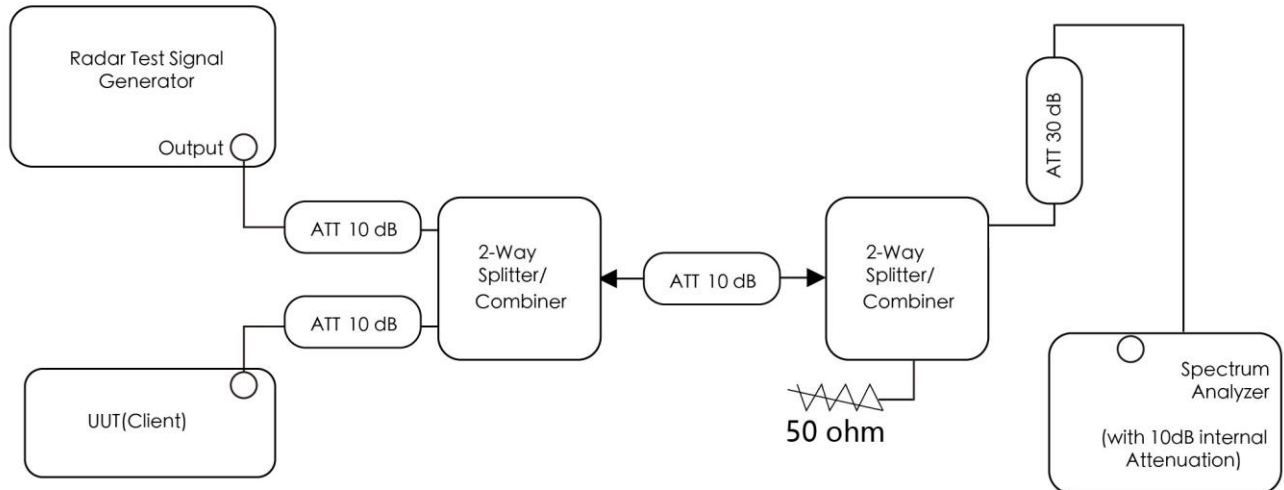 Radar Test Signal
Generator
Output
ATT 10 dB
2-Way
Splitter/
Combiner
ATT 10 dB
UUT(Client)
ATT 10 dB
2-Way
Splitter/
Combiner
50 ohm
ATT 30 dB
Spectrum
Analyzer
(with 10dB internal
Attenuation)